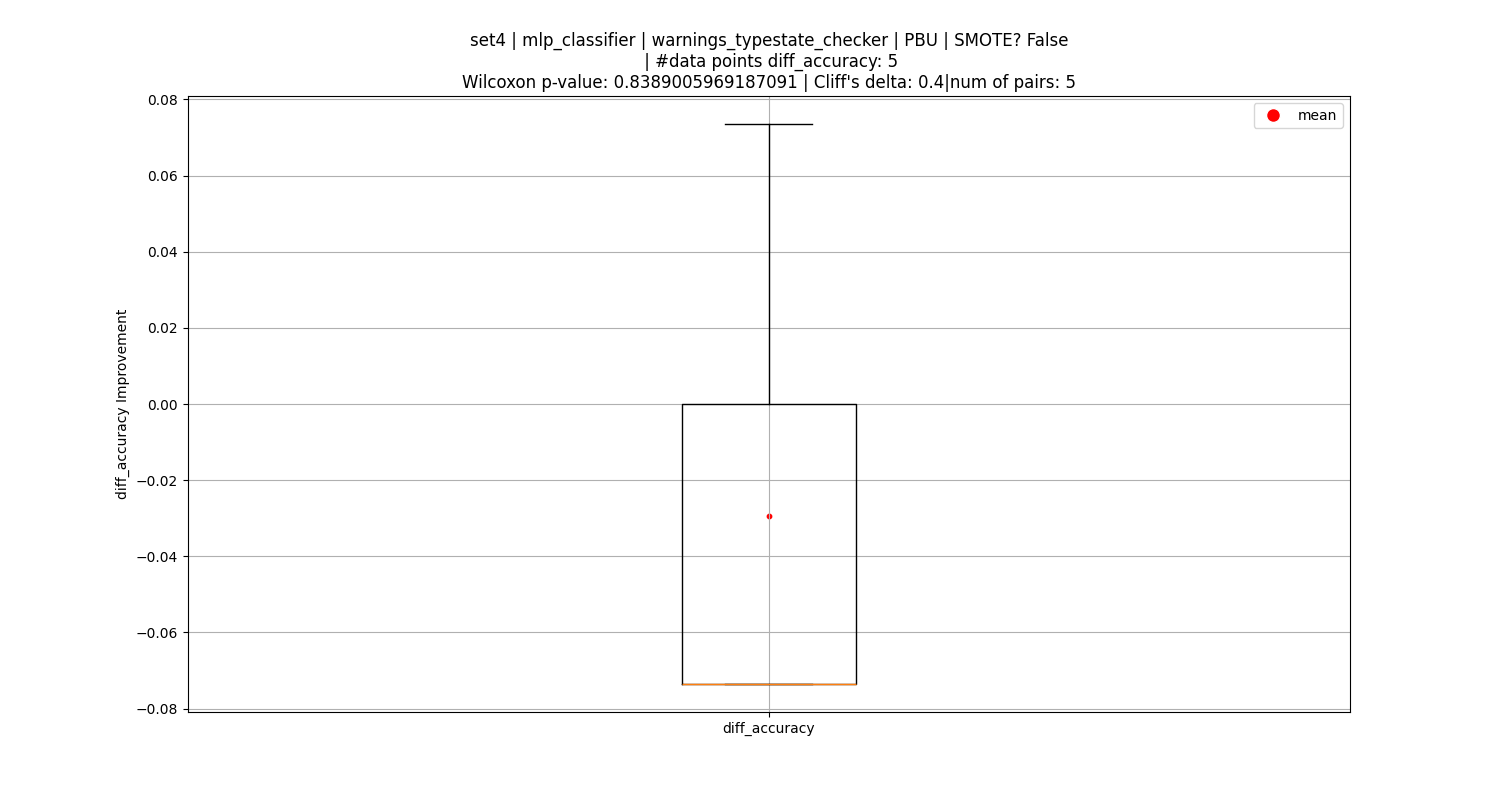 set4 | mlp_classifier | warnings_typestate_checker | PBU | SMOTE? False
| #data points diff_accuracy: 5
Wilcoxon p-value: 0.8389005969187091 | Cliff's delta: 0.4|num of pairs: 5
mean
0.08
0.06
0.04
0.02
0.00
−0.02
−0.04
−0.06
−0.08
diff_accuracy Improvement
diff_accuracy